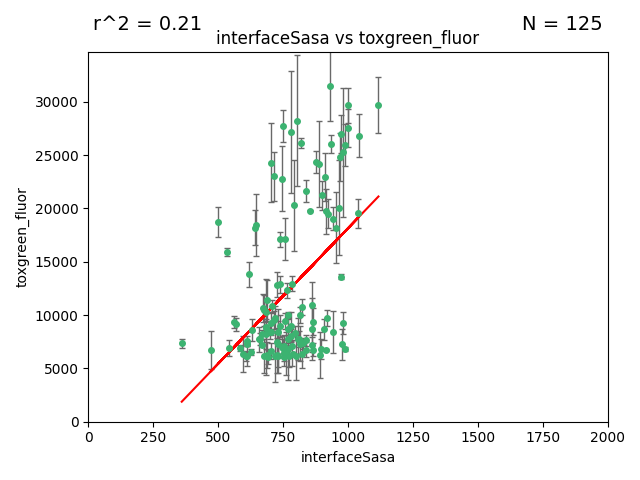 r^2 = 0.21
N = 125
interfaceSasa vs toxgreen_fluor
toxgreen_fluor
30000
25000
20000
15000
10000
5000
0
0 250 500 750 1000 1250 1500 1750 2000
interfaceSasa